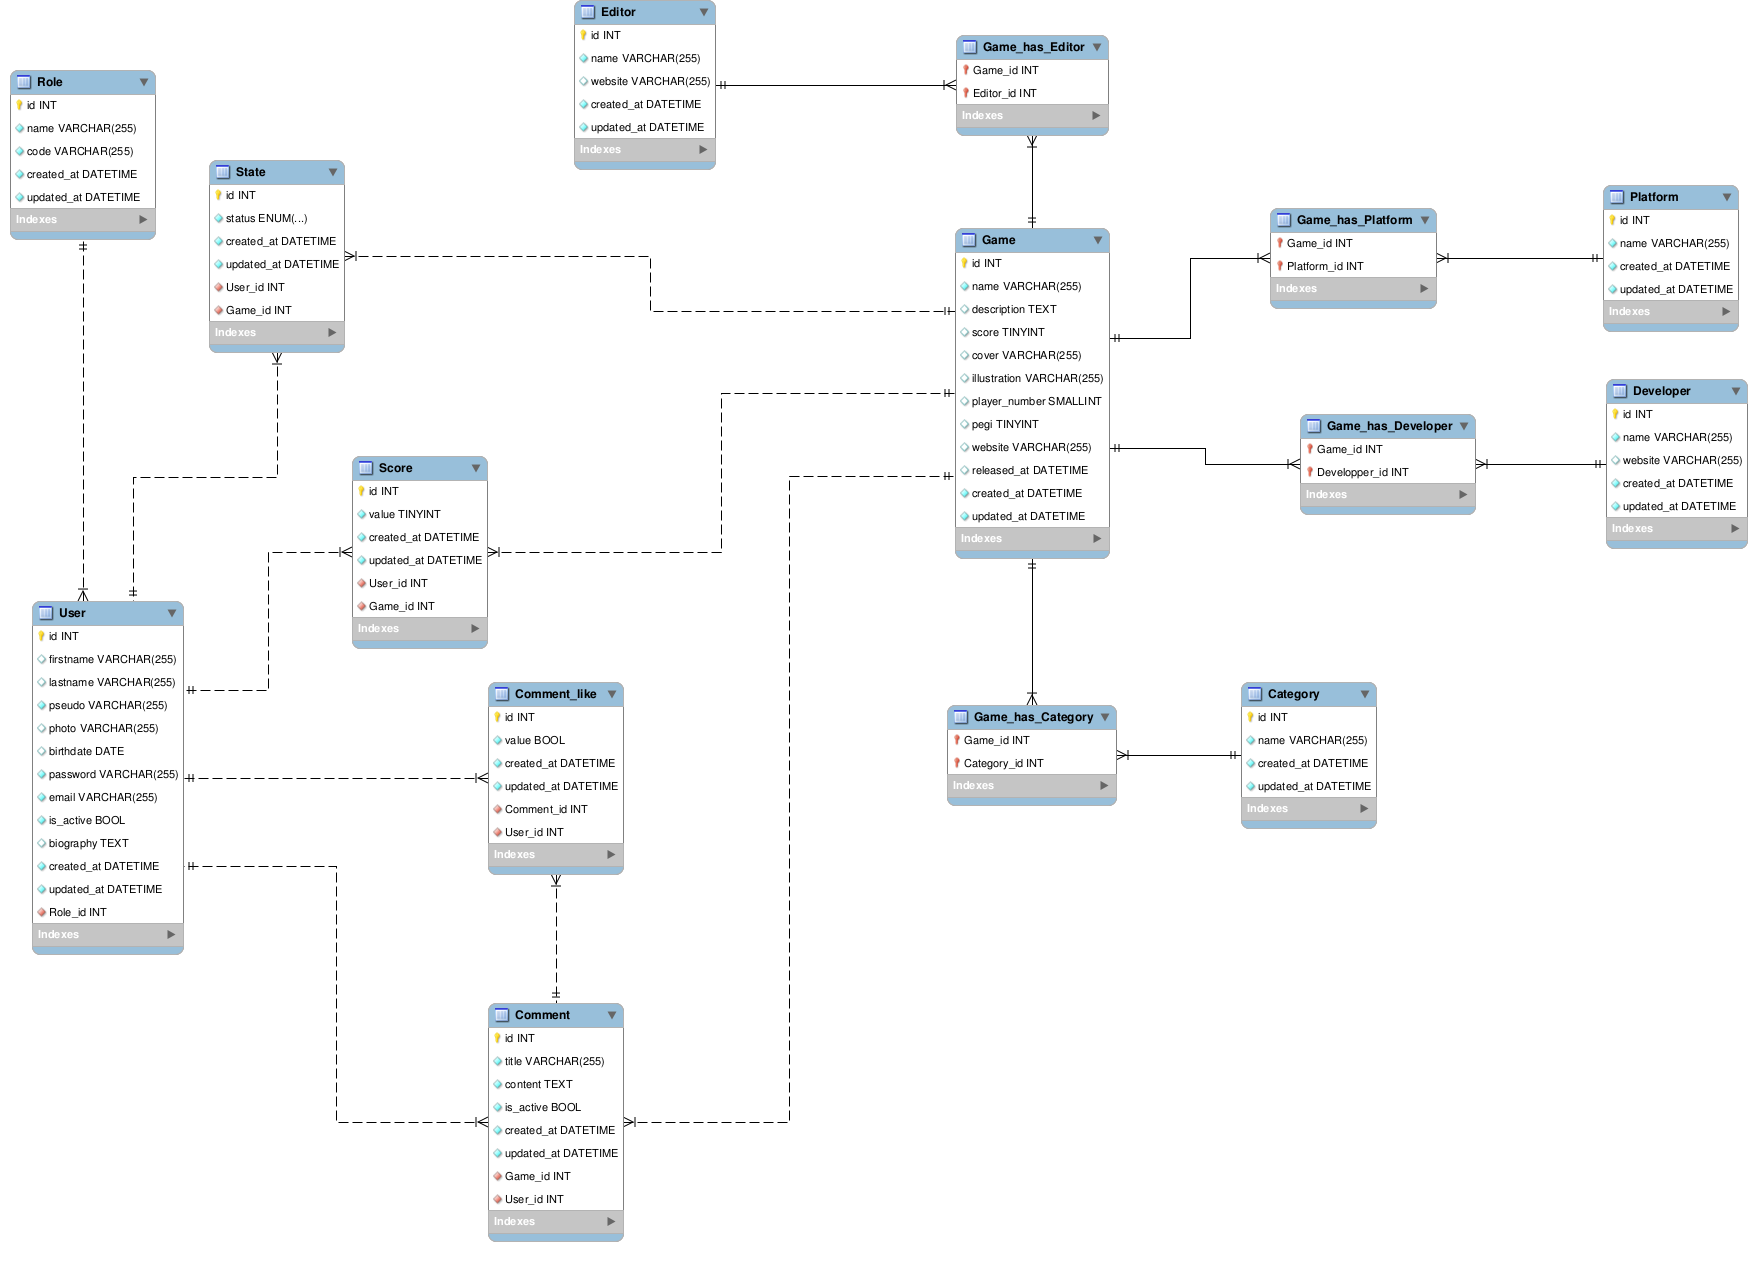 Editor
id INT
name VARCHAR(255)
website VARCHAR(255)
created_at DATETIME
updated_at DATETIME
Indexes
Game_has_Editor
Game_id INT
Editor_id INT
Indexes
Role
id INT
name VARCHAR(255)
code VARCHAR(255)
created_at DATETIME
updated_at DATETIME
Indexes
State
id INT
status ENUM(...)
created_at DATETIME
updated_at DATETIME
User_id INT
Game_id INT
Indexes
Game
id INT
name VARCHAR(255)
description TEXT
score TINYINT
cover VARCHAR(255)
illustration VARCHAR(255)
player_number SMALLINT
pegi TINYINT
website VARCHAR(255)
released_at DATETIME
created_at DATETIME
updated_at DATETIME
Indexes
Game_has_Platform
Game_id INT
Platform_id INT
Indexes
Platform
id INT
name VARCHAR(255)
created_at DATETIME
updated_at DATETIME
Indexes
Game_has_Developer
Game_id INT
Developper_id INT
Indexes
Developer
id INT
name VARCHAR(255)
website VARCHAR(255)
created_at DATETIME
updated_at DATETIME
Indexes
Score
id INT
value TINYINT
created_at DATETIME
updated_at DATETIME
User_id INT
Game_id INT
Indexes
User
id INT
firstname VARCHAR(255)
lastname VARCHAR(255)
pseudo VARCHAR(255)
photo VARCHAR(255)
birthdate DATE
password VARCHAR(255)
email VARCHAR(255)
is_active BOOL
biography TEXT
created_at DATETIME
updated_at DATETIME
Role_id INT
Indexes
Comment_like
id INT
value BOOL
created_at DATETIME
updated_at DATETIME
Comment_id INT
User_id INT
Indexes
Game_has_Category
Game_id INT
Category_id INT
Indexes
Category
id INT
name VARCHAR(255)
created_at DATETIME
updated_at DATETIME
Indexes
Comment
id INT
title VARCHAR(255)
content TEXT
is_active BOOL
created_at DATETIME
updated_at DATETIME
Game_id INT
User_id INT
Indexes